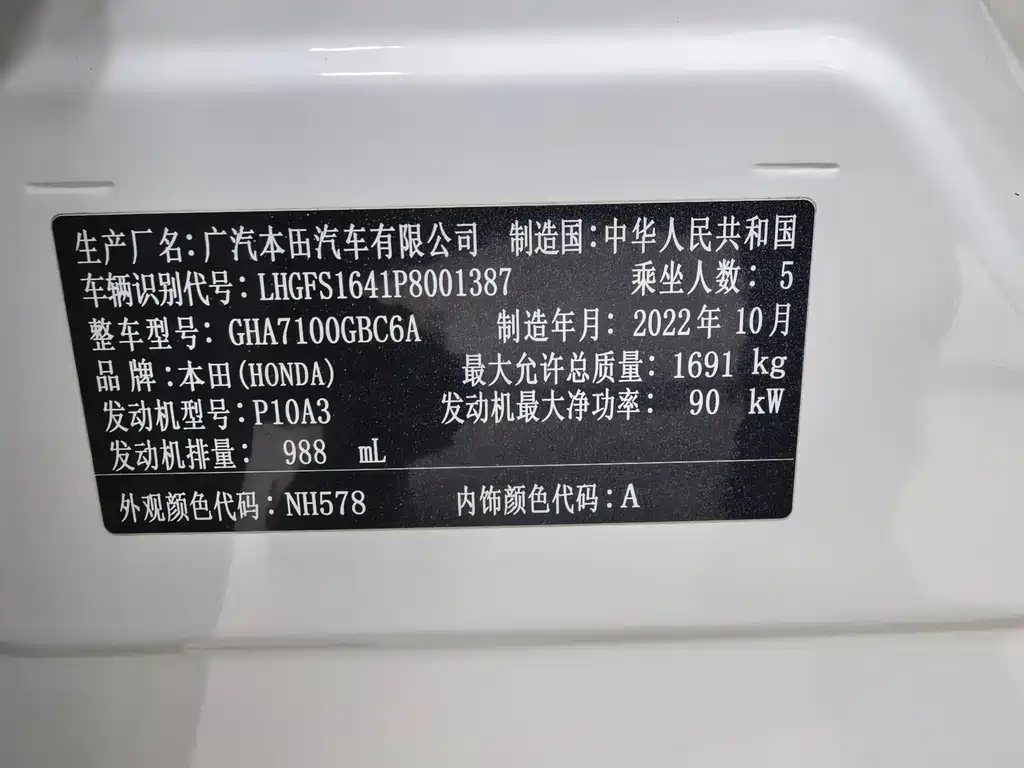 生产厂名:广汽本田汽车有限公司 制造国:中华人民共和国
车辆识别代号: LHGFS1641P8001387 乘坐人数: 5
整车型号: GHA7100GBC6A 制造年月: 2022年 10月
品牌:本田(HONDA) 最大允许总质量: 1691 kg
发动机型号:P10A3 发动机最大净功率: 90 kW
发动机排量: 988 mL
外观颜色代码:NH578 内饰颜色代码:A